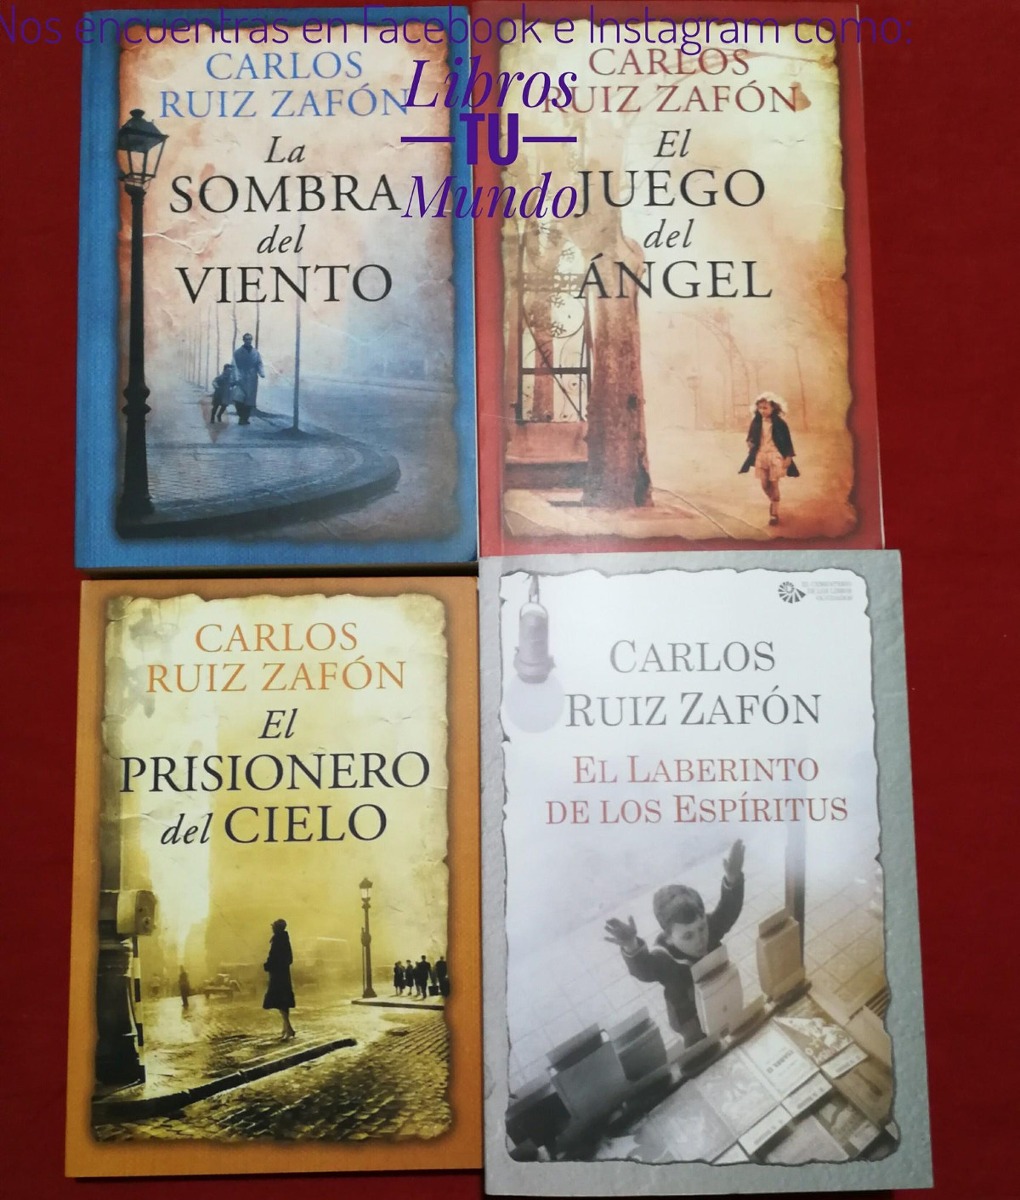 Nos encuentras en Facebook e Instagram como:
Libros
TU
Mundo
CARLOS
RUIZ ZAFÓN
La
SOMBRA
del
VIENTO
CARLOS
RUIZ ZAFÓN
El
JUEGO
del
ÁNGEL
CARLOS
RUIZ ZAFÓN
El
PRISIONERO
del CIELO
CARLOS
RUIZ ZAFÓN
EL LABERINTO
DE LOS ESPÍRITUS